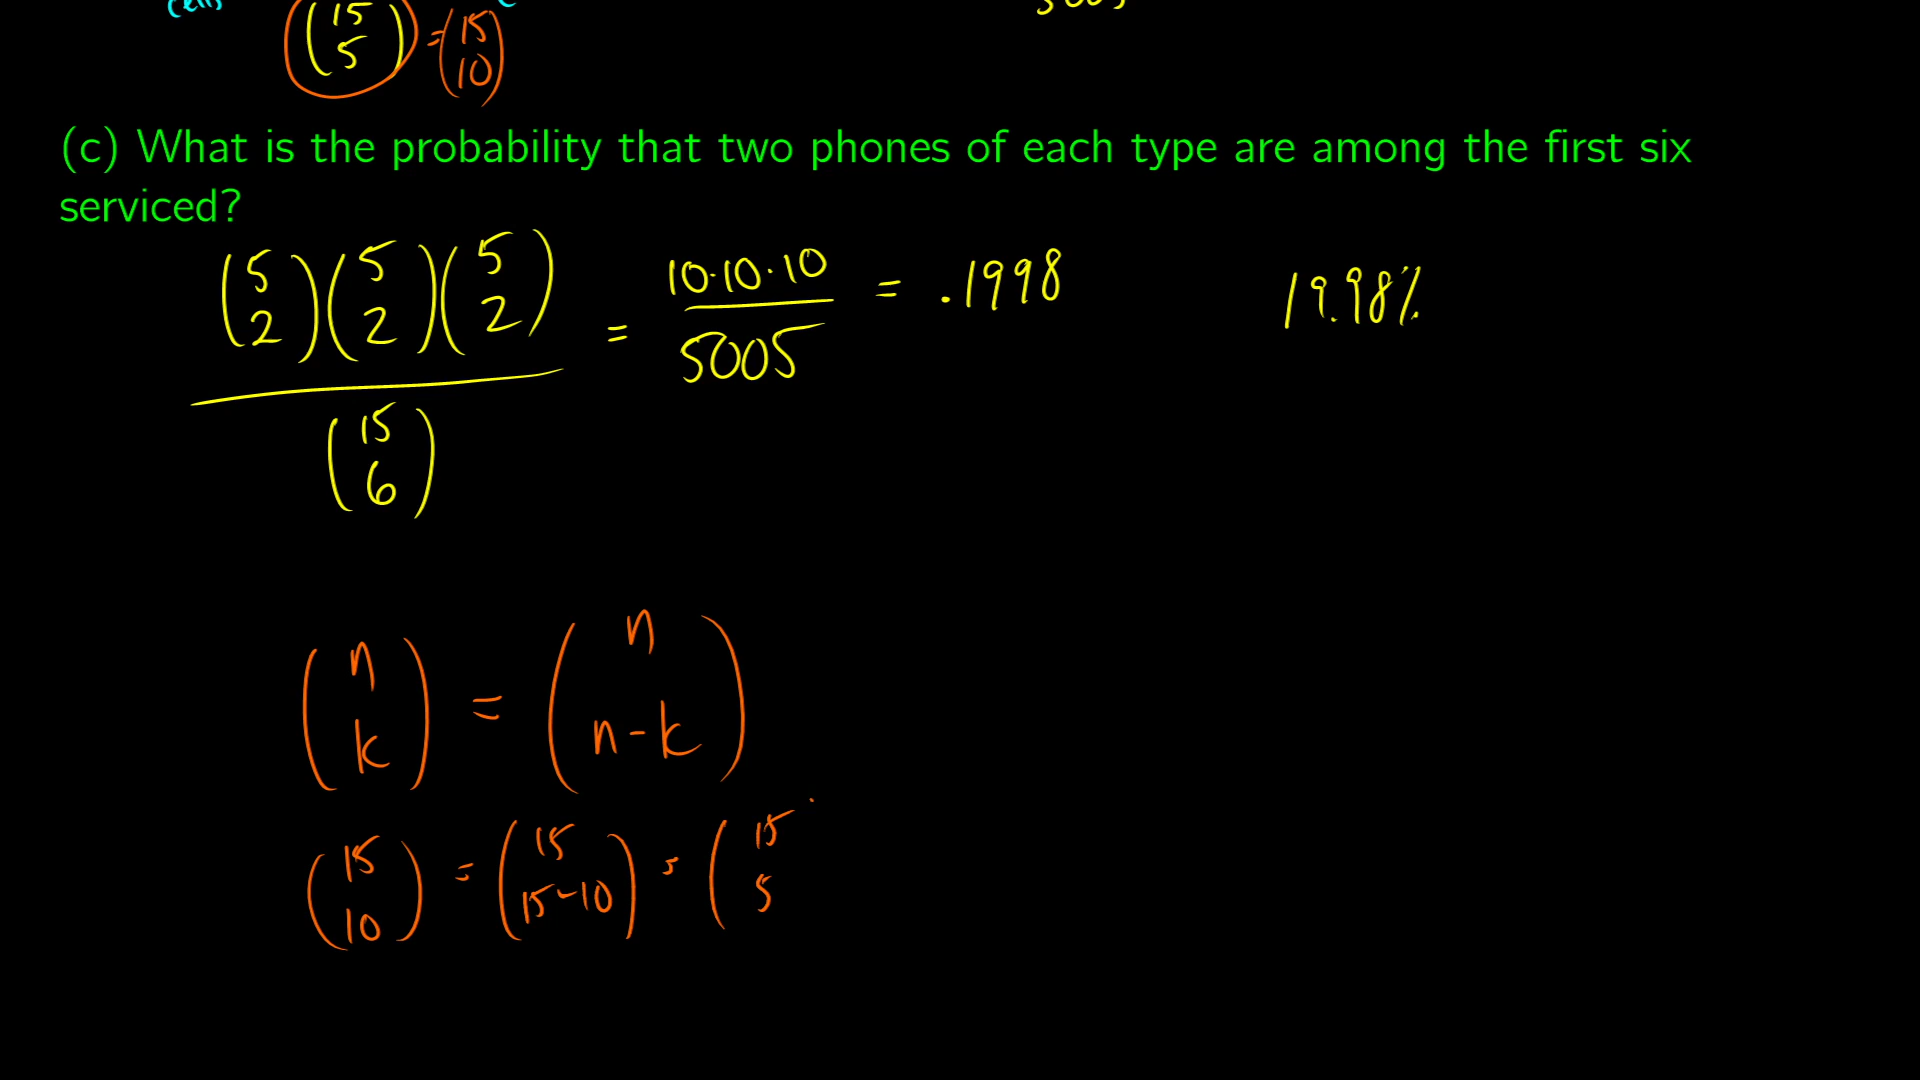 cells
(15 5) = (15 10)
(c) What is the probability that two phones of each type are among the first six
serviced?
(5 2)(5 2)(5 2) / (15 6) = 10·10·10 / 5005 = .1998 19.98%
(n k) = (n n-k)
(15 10) = (15 15-10) = (15 5